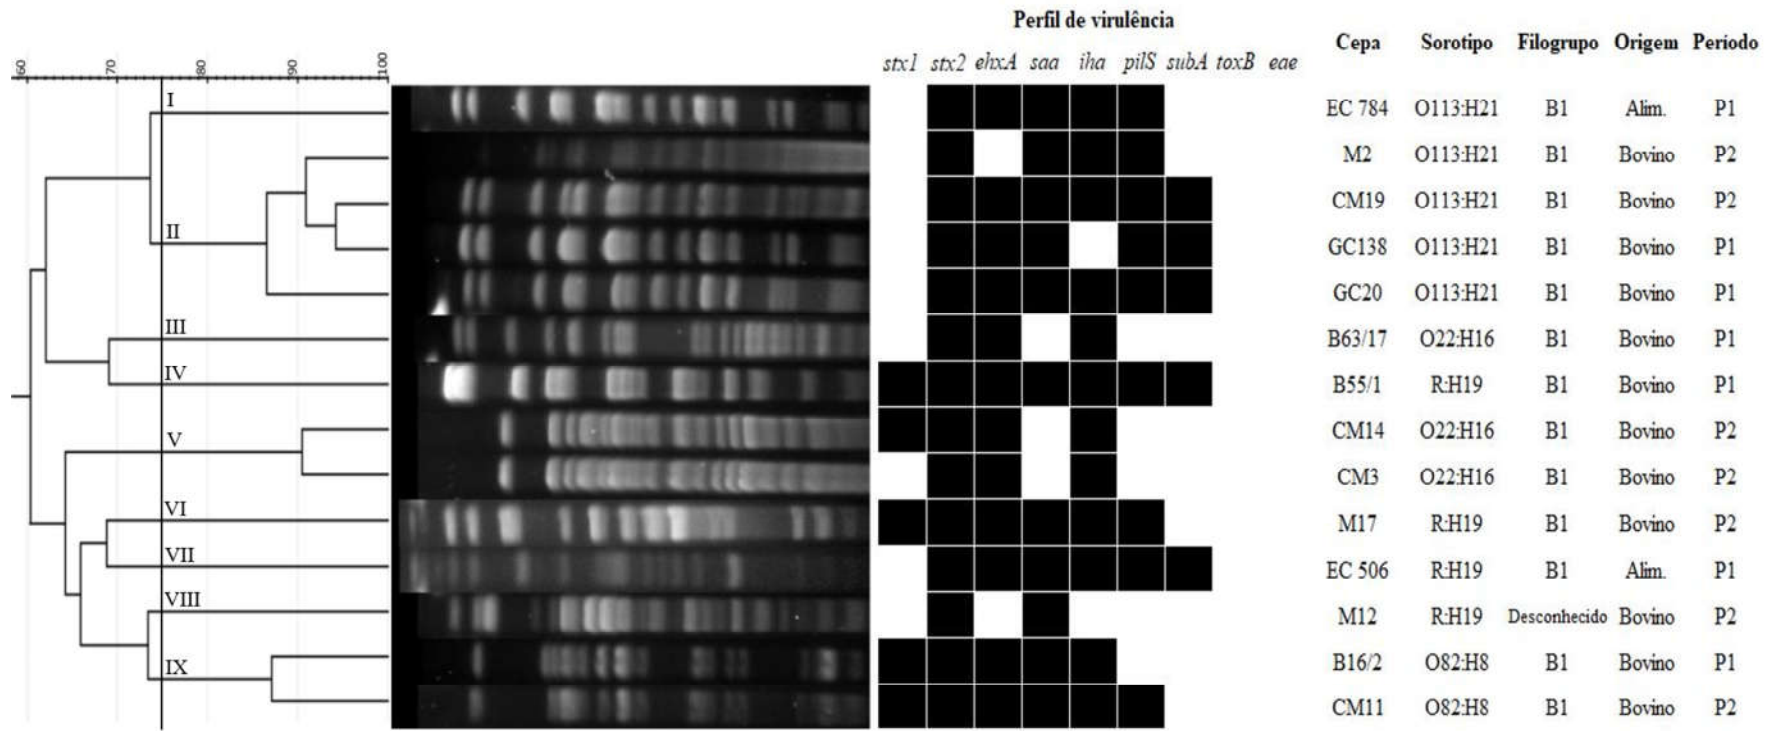 Perfil de virulência
stx1 stx2 ehxA saa iha pilS subA toxB eae
Cepa Sorotipo Filogrupo Origem Período
60 70 80 90 100
I
II
III
IV
V
VI
VII
VIII
IX
EC 784 O113:H21 B1 Alim. P1
M2 O113:H21 B1 Bovino P2
CM19 O113:H21 B1 Bovino P2
GC138 O113:H21 B1 Bovino P1
GC20 O113:H21 B1 Bovino P1
B63/17 O22:H16 B1 Bovino P1
B55/1 R:H19 B1 Bovino P1
CM14 O22:H16 B1 Bovino P2
CM3 O22:H16 B1 Bovino P2
M17 R:H19 B1 Bovino P2
EC 506 R:H19 B1 Alim. P1
M12 R:H19 Desconhecido Bovino P2
B16/2 O82:H8 B1 Bovino P1
CM11 O82:H8 B1 Bovino P2